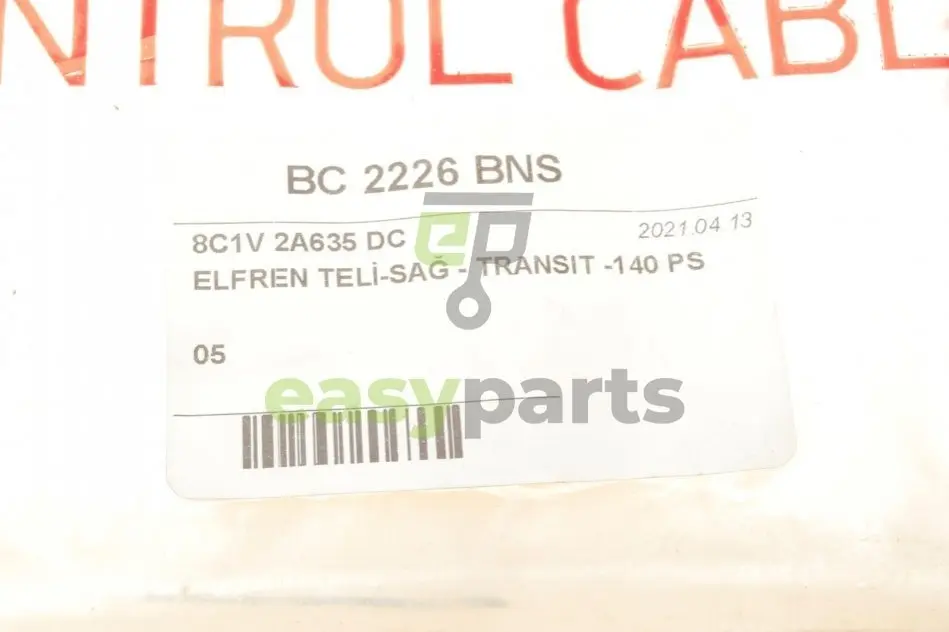 NTROL CABL
BC 2226 BNS
8C1V 2A635 DC
2021.04 13
ELFREN TELİ-SAĞ - TRANSIT -140 PS
ep
05
easyparts